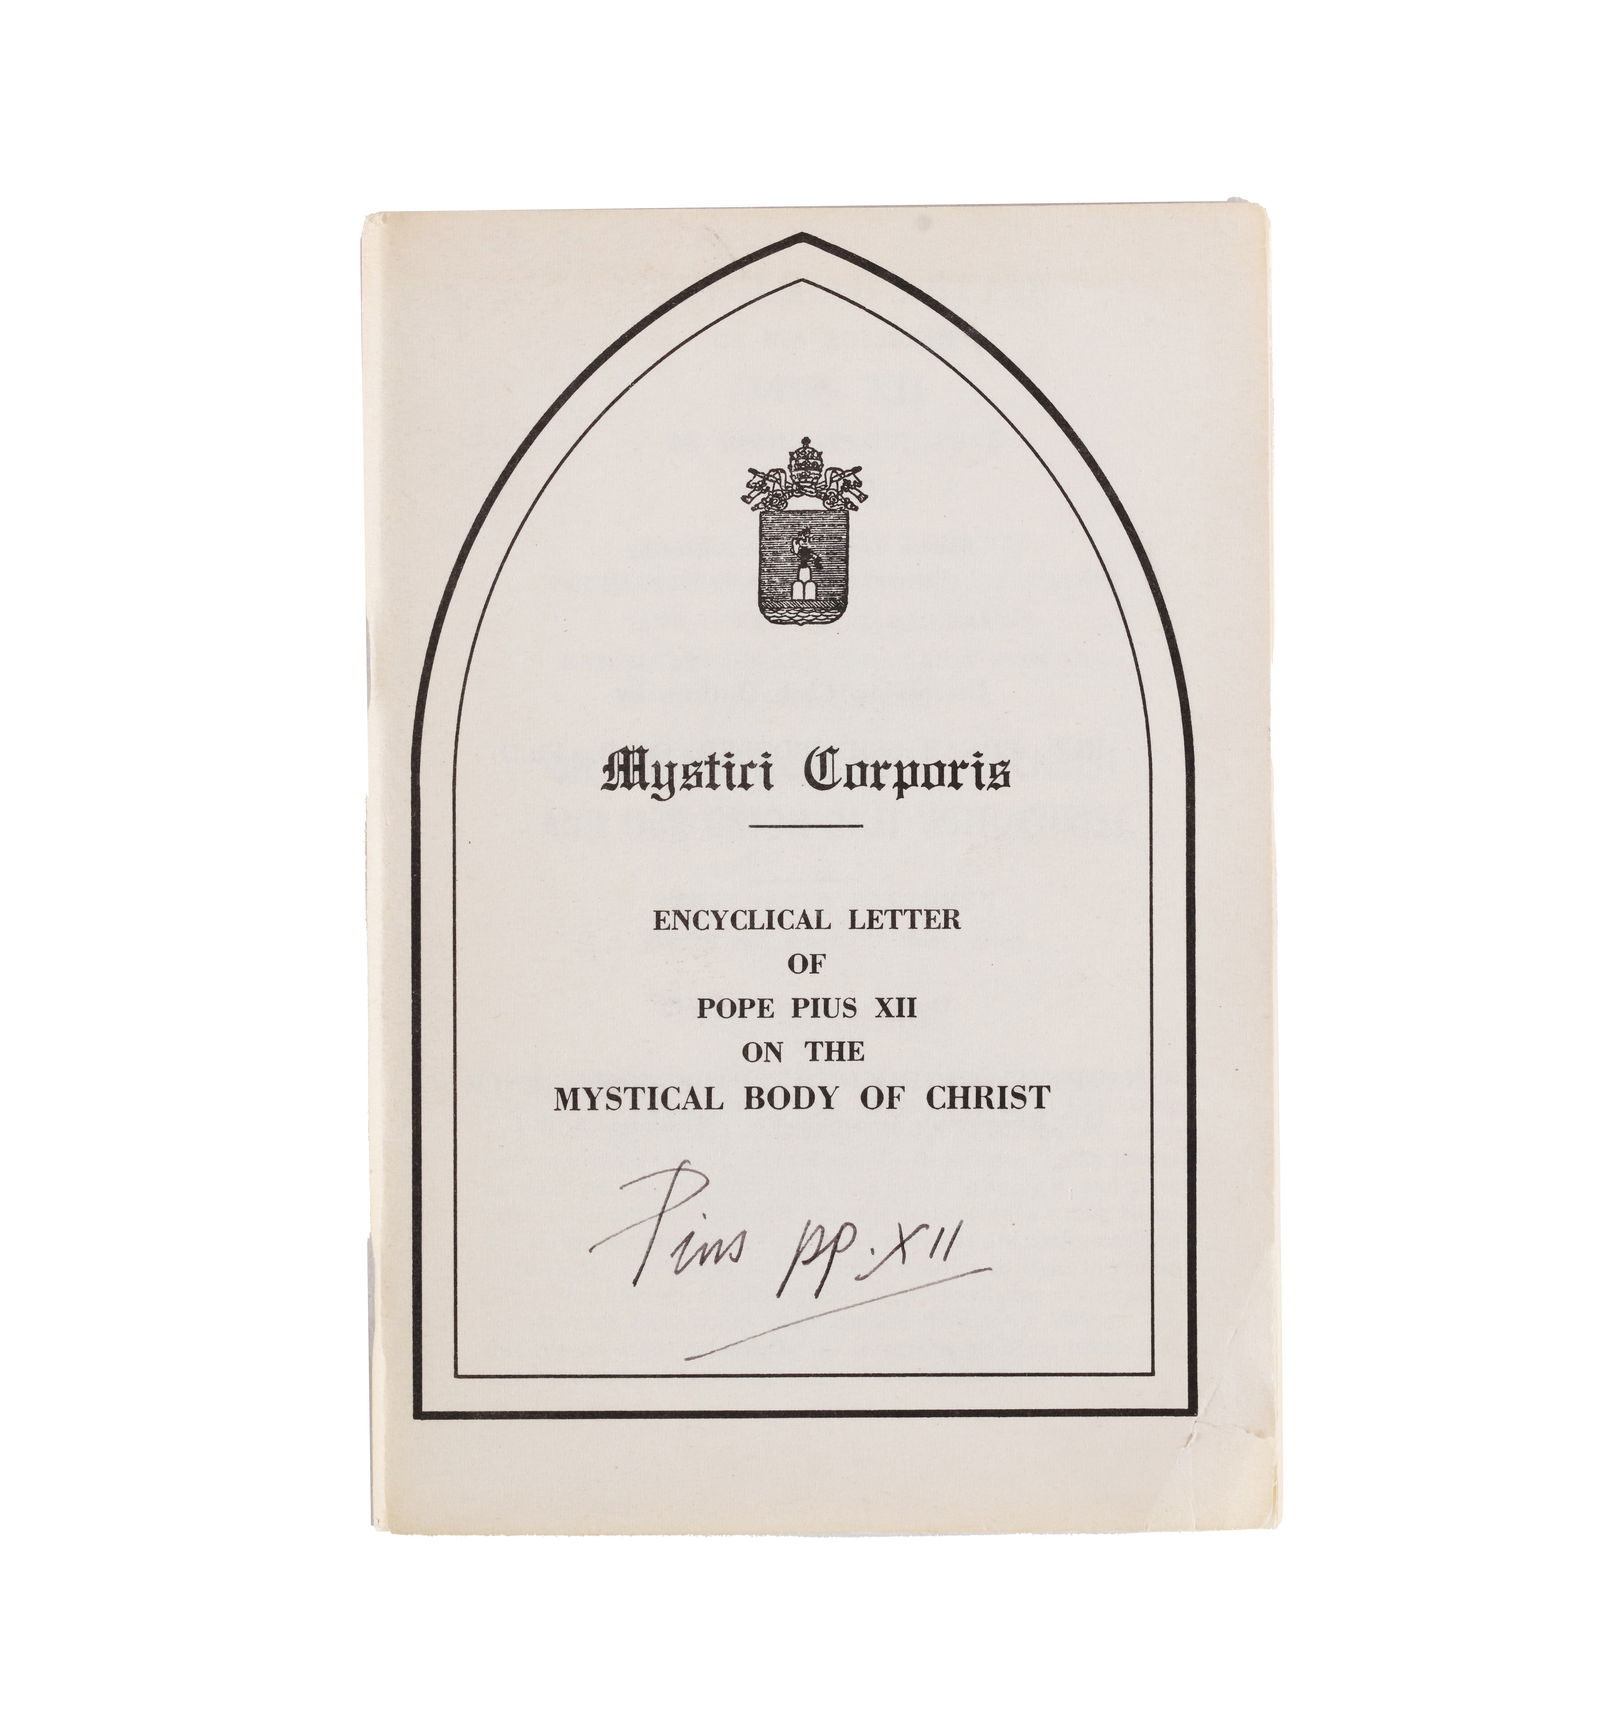 Mystici Corporis
ENCYCLICAL LETTER
OF
POPE PIUS XII
ON THE
MYSTICAL BODY OF CHRIST
Pius pp. XII